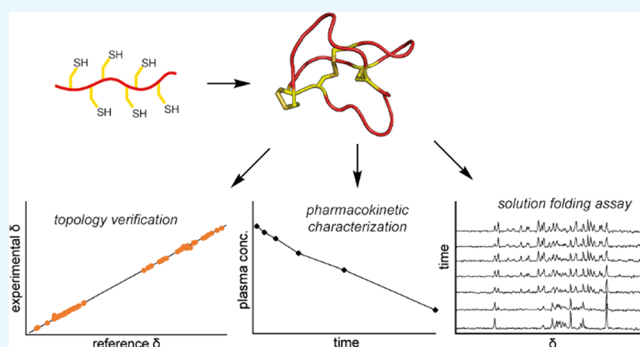 SH
SH
SH
SH
SH
SH
topology verification
experimental δ
reference δ
pharmacokinetic
characterization
plasma conc.
time
solution folding assay
time
δ